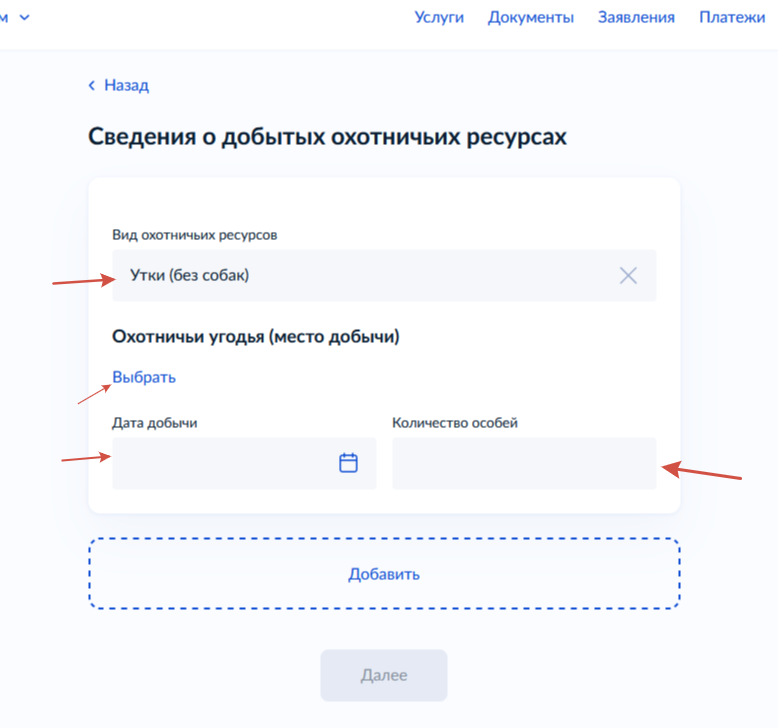 м
Услуги Документы Заявления Платежи
Назад
Сведения о добытых охотничьих ресурсах
Вид охотничьих ресурсов
Утки (без собак)
Охотничьи угодья (место добычи)
Выбрать
Дата добычи Количество особей
Добавить
Далее